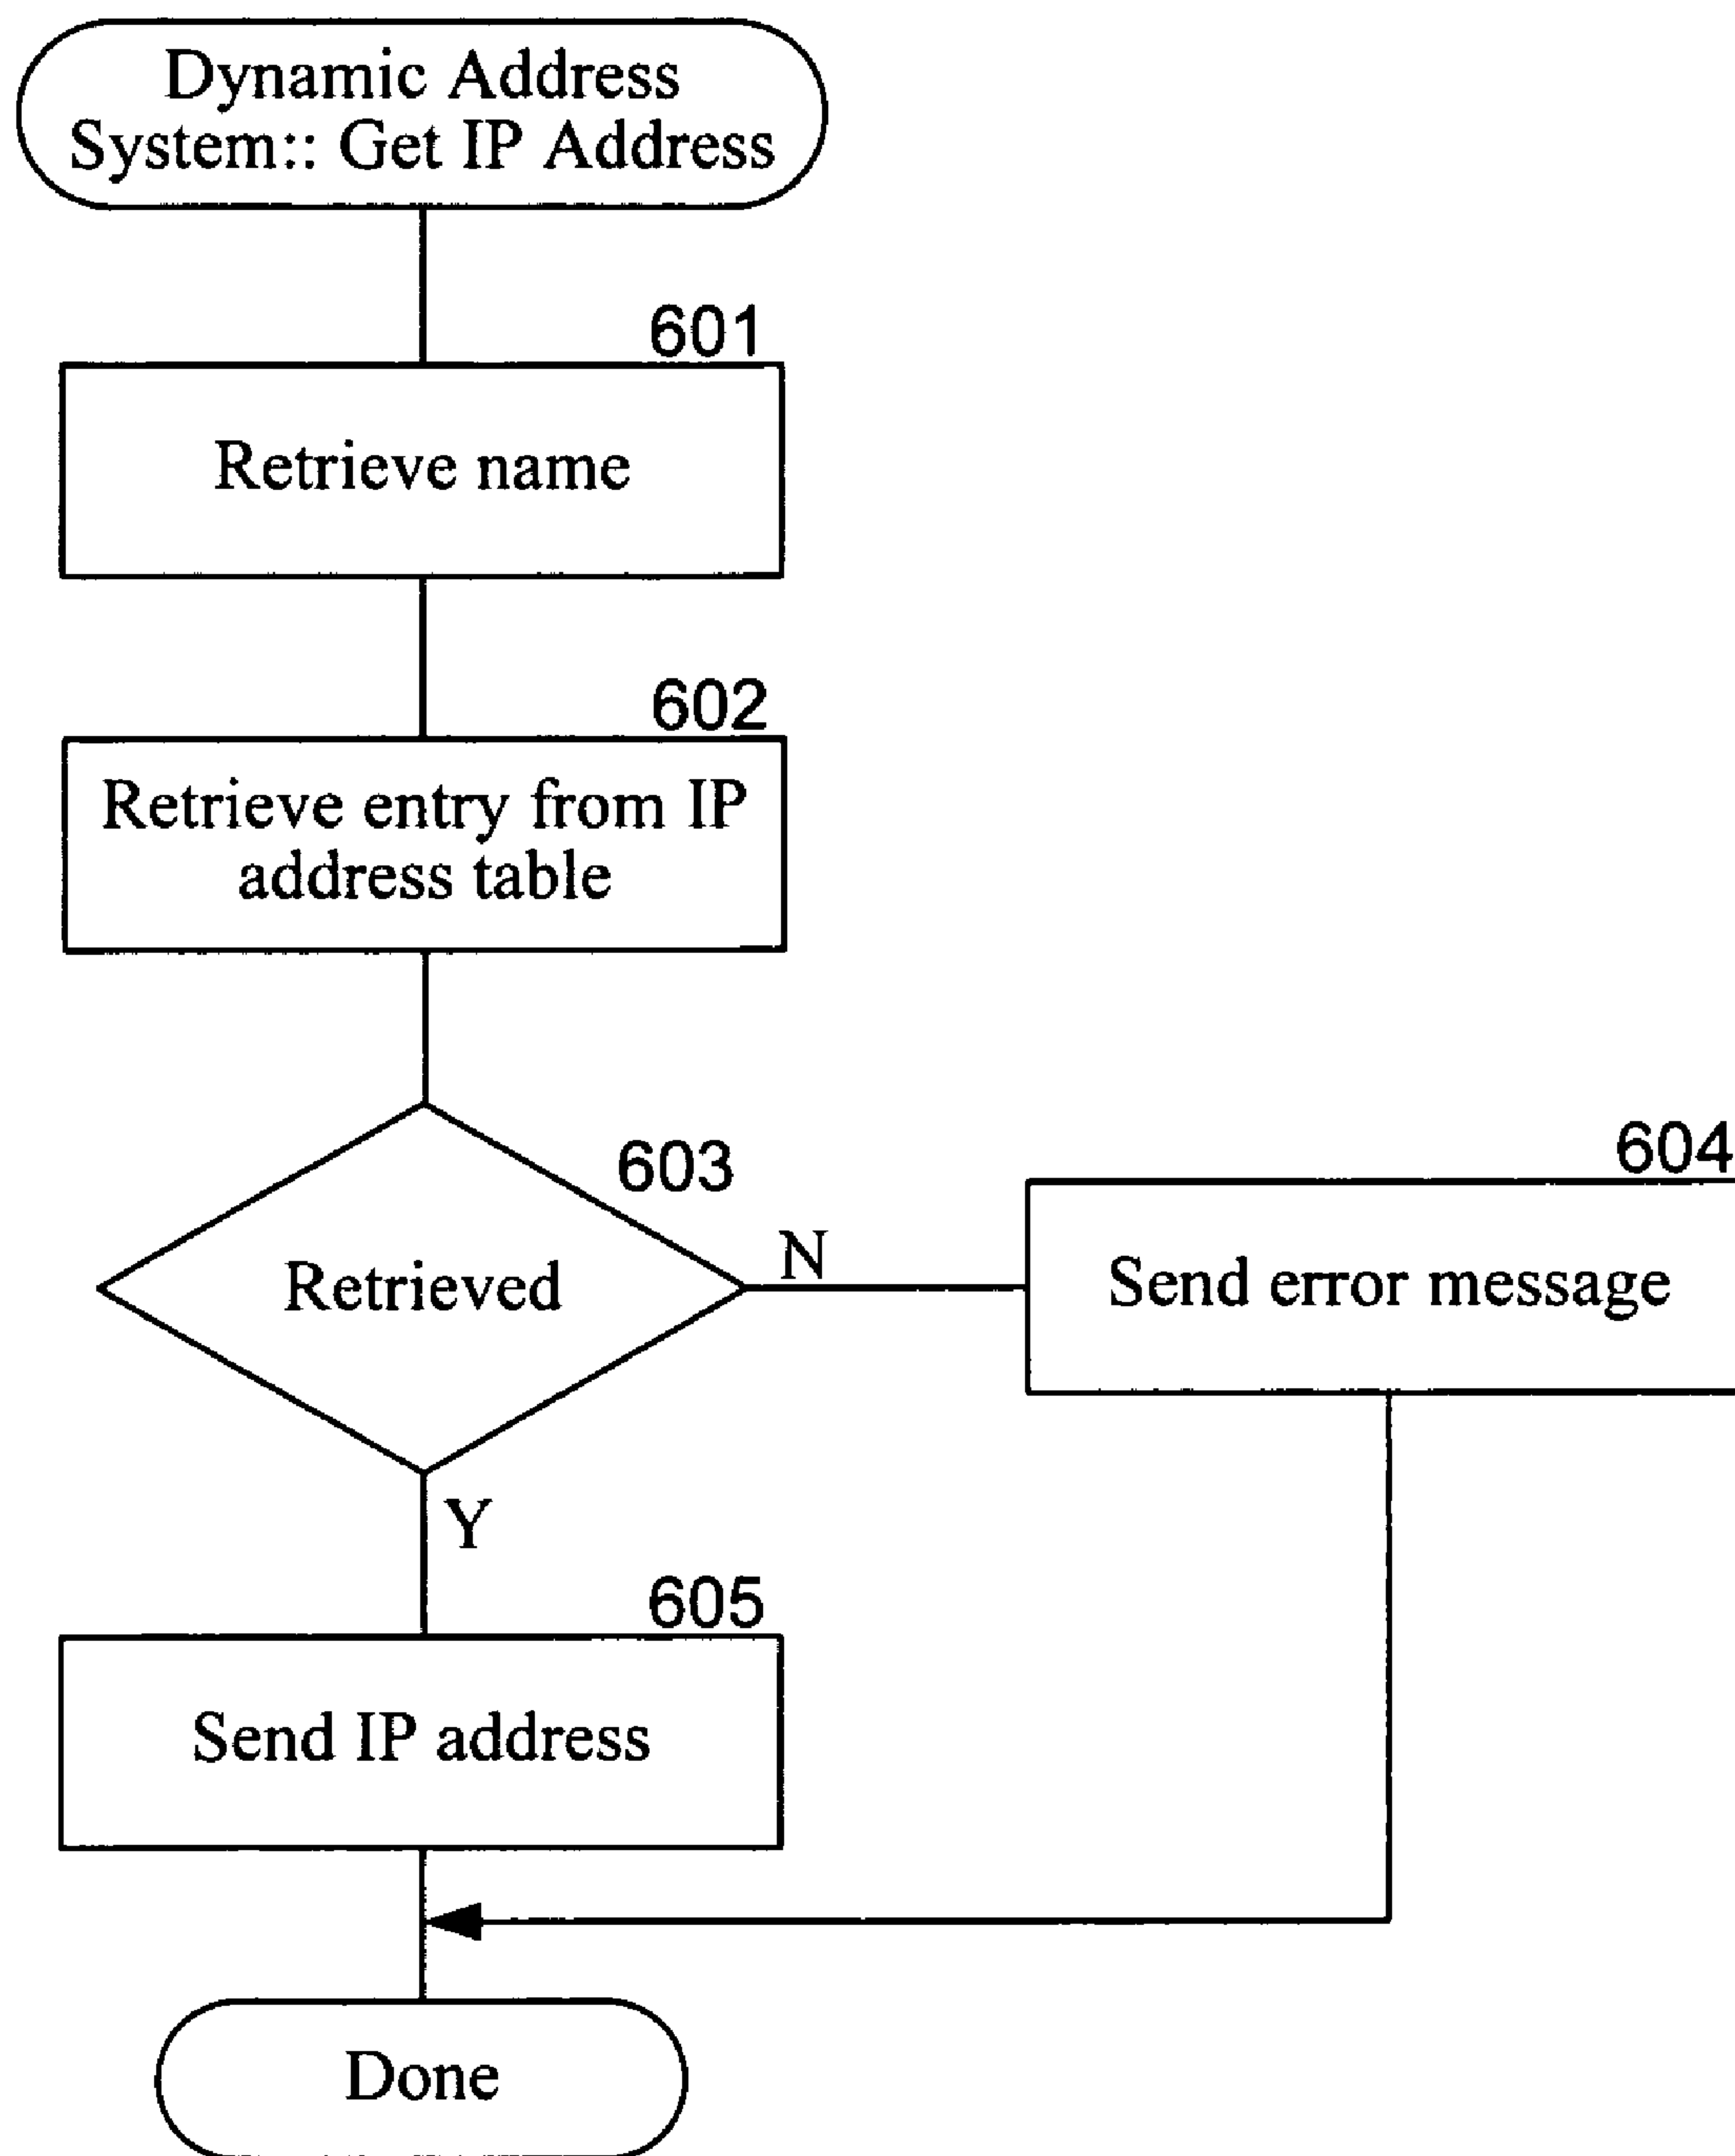 Dynamic Address
System:: Get IP Address
601
Retrieve name
602
Retrieve entry from IP
address table
603
Retrieved
N
604
Send error message
Y
605
Send IP address
Done